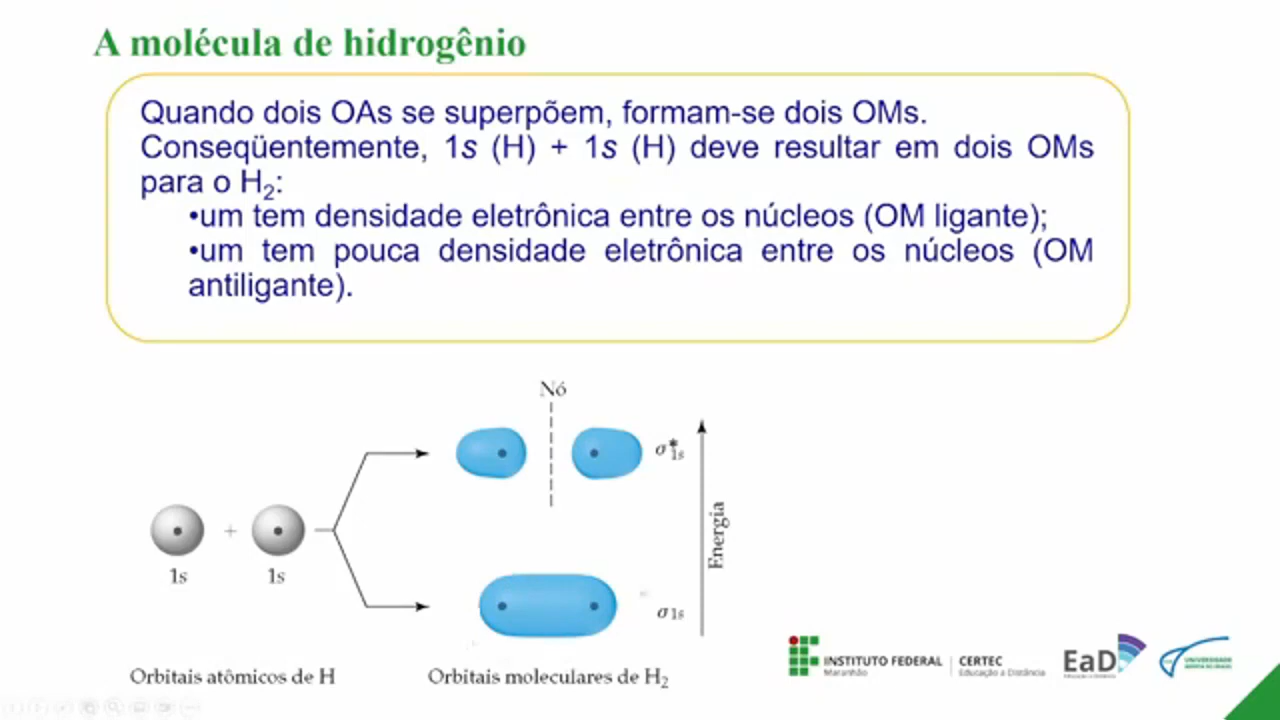 A molécula de hidrogênio
Quando dois OAs se superpõem, formam-se dois OMs.
Conseqüentemente, 1s (H) + 1s (H) deve resultar em dois OMs
para o H₂:
•um tem densidade eletrônica entre os núcleos (OM ligante);
•um tem pouca densidade eletrônica entre os núcleos (OM
antiligante).
Nó
σ*1s
Energia
+
1s 1s
σ1s
Orbitais atômicos de H
Orbitais moleculares de H₂
INSTITUTO FEDERAL
Maranhão
CERTEC
Educação a Distância
EaD
UNIVERSIDADE